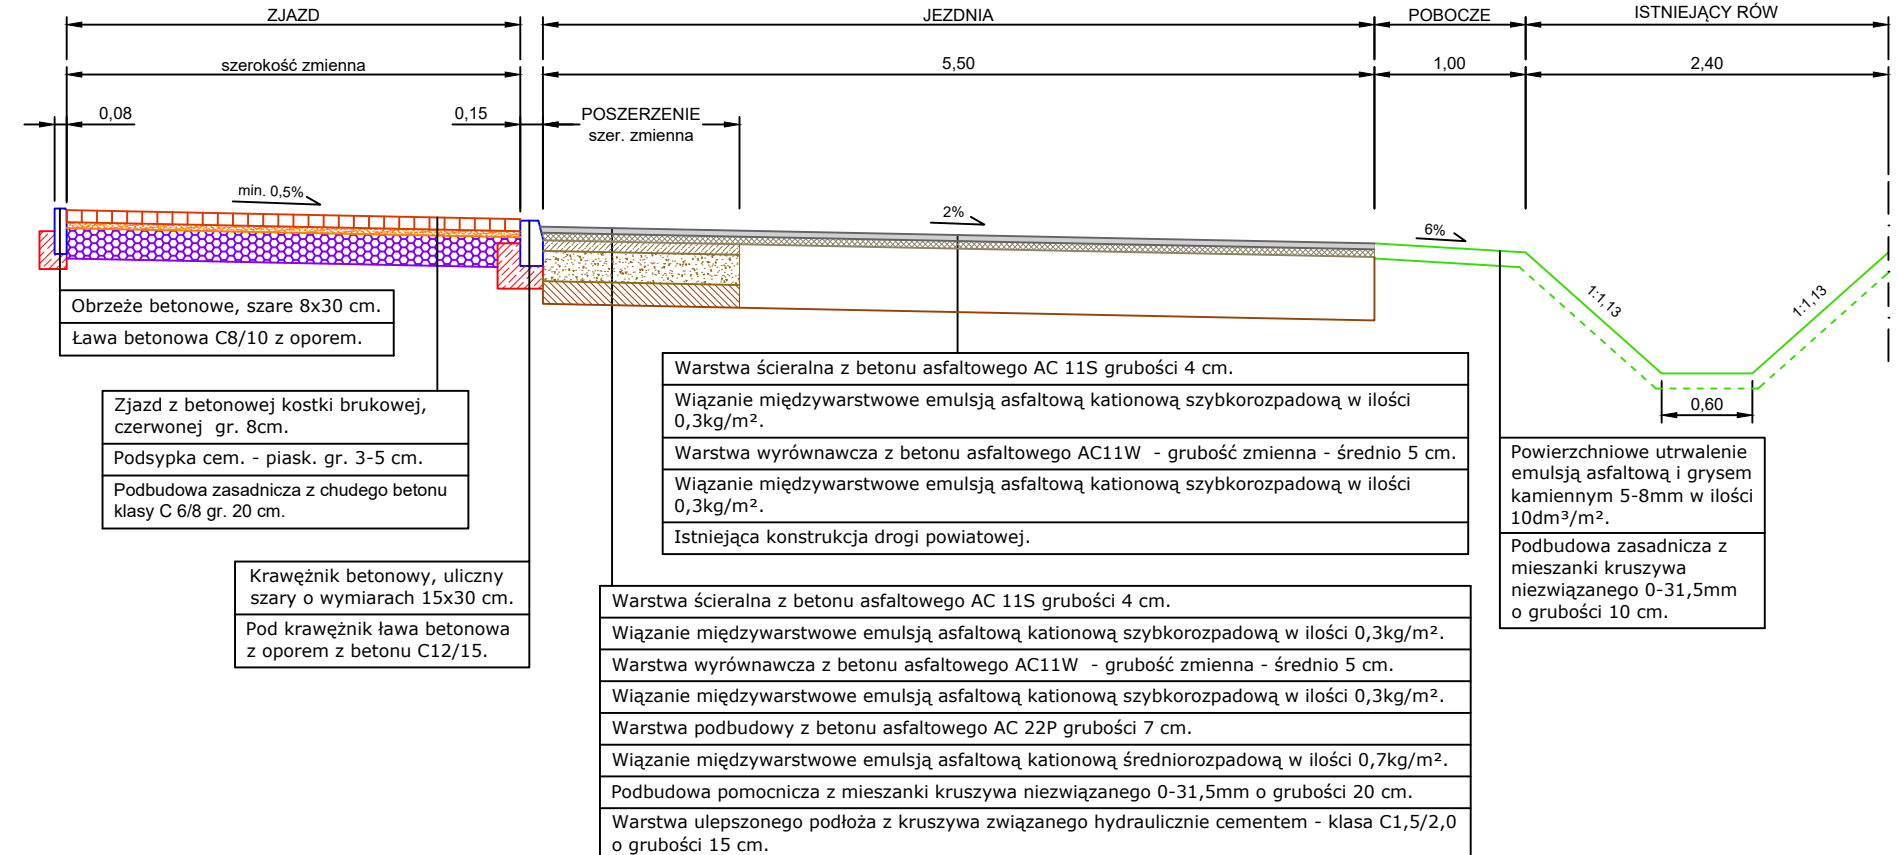 ZJAZD
JEZDNIA
POBOCZE
ISTNIEJĄCY RÓW
szerokość zmienna
5,50
1,00
2,40
0,08
0,15
POSZERZENIE
szer. zmienna
min. 0,5%
2%
6%
1:1,13
1:1,13
0,60
Obrzeże betonowe, szare 8x30 cm.
Ława betonowa C8/10 z oporem.
Zjazd z betonowej kostki brukowej,
czerwonej gr. 8cm.
Podsypka cem. - piask. gr. 3-5 cm.
Podbudowa zasadnicza z chudego betonu
klasy C 6/8 gr. 20 cm.
Krawężnik betonowy, uliczny
szary o wymiarach 15x30 cm.
Pod krawężnik ława betonowa
z oporem z betonu C12/15.
Warstwa ścieralna z betonu asfaltowego AC 11S grubości 4 cm.
Wiązanie międzywarstwowe emulsją asfaltową kationową szybkorozpadową w ilości
0,3kg/m².
Warstwa wyrównawcza z betonu asfaltowego AC11W - grubość zmienna - średnio 5 cm.
Wiązanie międzywarstwowe emulsją asfaltową kationową szybkorozpadową w ilości
0,3kg/m².
Istniejąca konstrukcja drogi powiatowej.
Warstwa ścieralna z betonu asfaltowego AC 11S grubości 4 cm.
Wiązanie międzywarstwowe emulsją asfaltową kationową szybkorozpadową w ilości 0,3kg/m².
Warstwa wyrównawcza z betonu asfaltowego AC11W - grubość zmienna - średnio 5 cm.
Wiązanie międzywarstwowe emulsją asfaltową kationową szybkorozpadową w ilości 0,3kg/m².
Warstwa podbudowy z betonu asfaltowego AC 22P grubości 7 cm.
Wiązanie międzywarstwowe emulsją asfaltową kationową średniorozpadową w ilości 0,7kg/m².
Podbudowa pomocnicza z mieszanki kruszywa niezwiązanego 0-31,5mm o grubości 20 cm.
Warstwa ulepszonego podłoża z kruszywa związanego hydraulicznie cementem - klasa C1,5/2,0
o grubości 15 cm.
Powierzchniowe utrwalenie
emulsją asfaltową i grysem
kamiennym 5-8mm w ilości
10dm³/m².
Podbudowa zasadnicza z
mieszanki kruszywa
niezwiązanego 0-31,5mm
o grubości 10 cm.